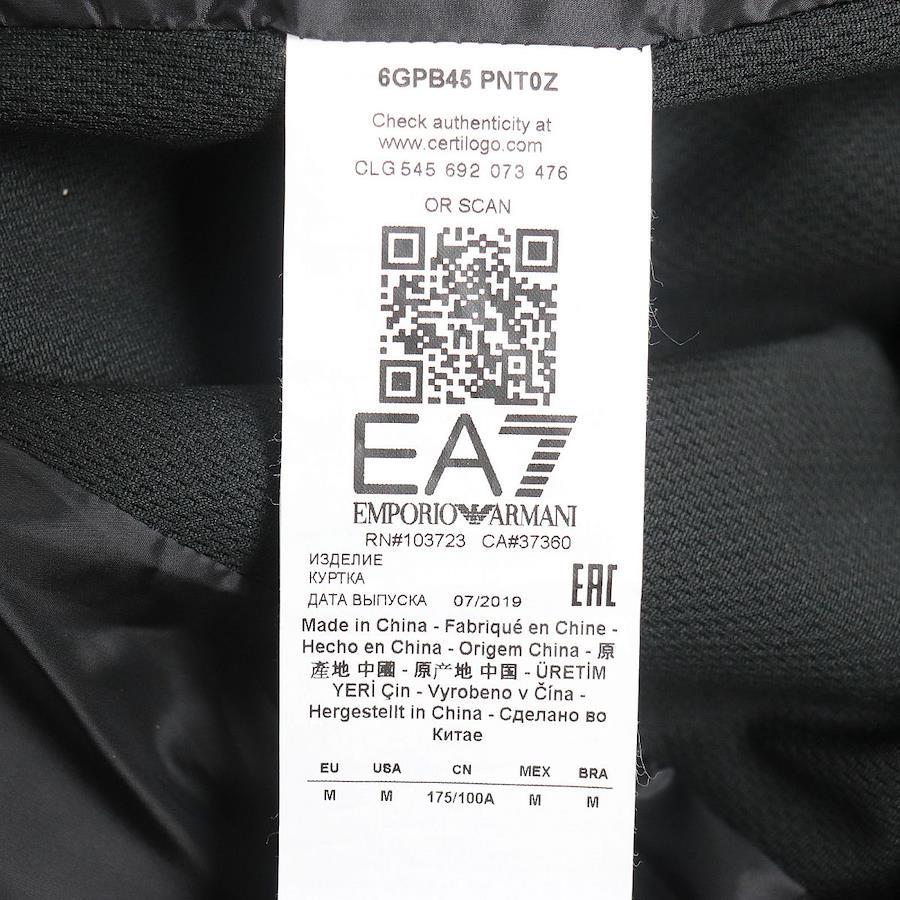 6GPB45 PNT0Z
Check authenticity at
www.certilogo.com
CLG 545 692 073 476
OR SCAN
EA7
EMPORIO ARMANI
RN#103723 CA#37360
ИЗДЕЛИЕ
КУРТКА
ДАТА ВЫПУСКА 07/2019
EAC
Made in China - Fabriqué en Chine -
Hecho en China - Origem China - 原
產地 中國 - 原产地 中国 - ÜRETİM
YERİ Çin - Vyrobeno v Čína -
Hergestellt in China - Сделано во
Китае
EU USA CN MEX BRA
M M 175/100A M M